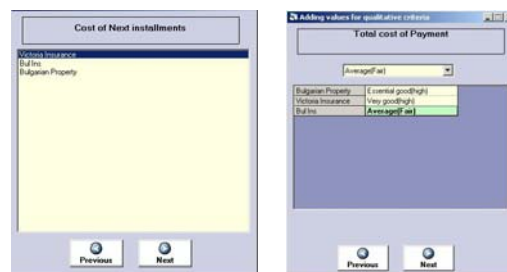 Cost of Next installments
Victoria Insurance
Bul Ins
Bulgarian Property
Previous
Next
Adding values for qualitative criteria
Total cost of Payment
Average(Fair)
Bulgarian Property Essential good(high)
Victoria Insurance Very good(high)
Bul Ins Average(Fair)
Previous
Next